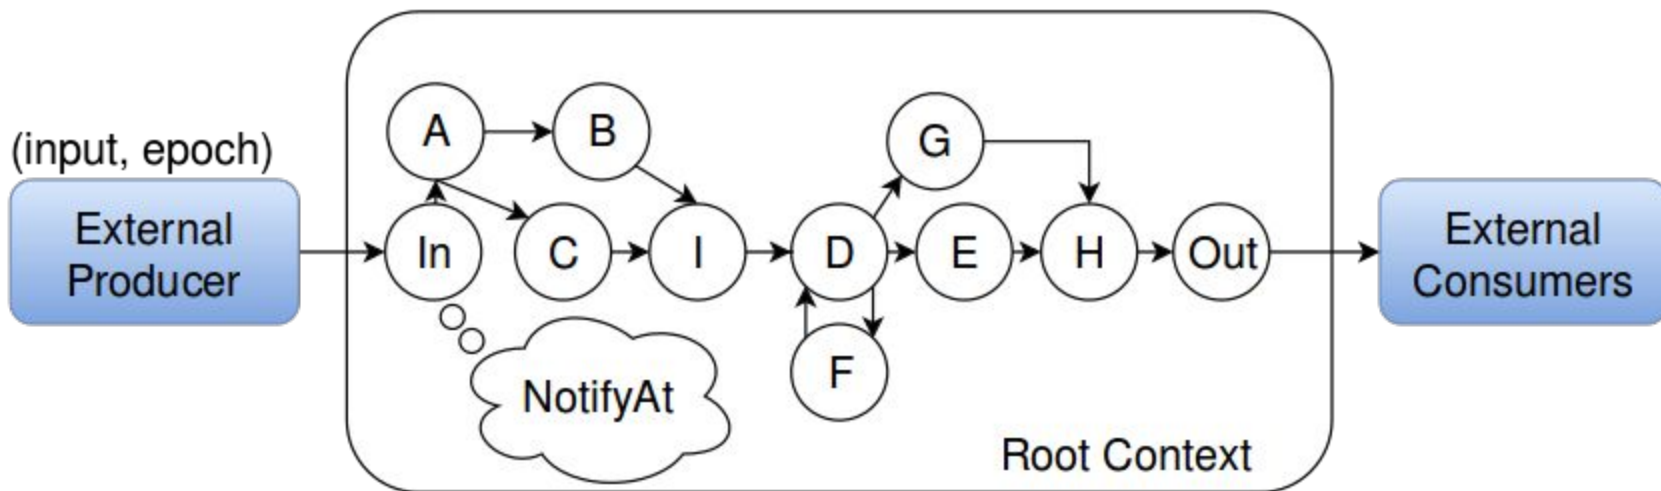 (input, epoch)
External
Producer
A
B
G
In
C
I
D
E
H
Out
External
Consumers
F
NotifyAt
Root Context